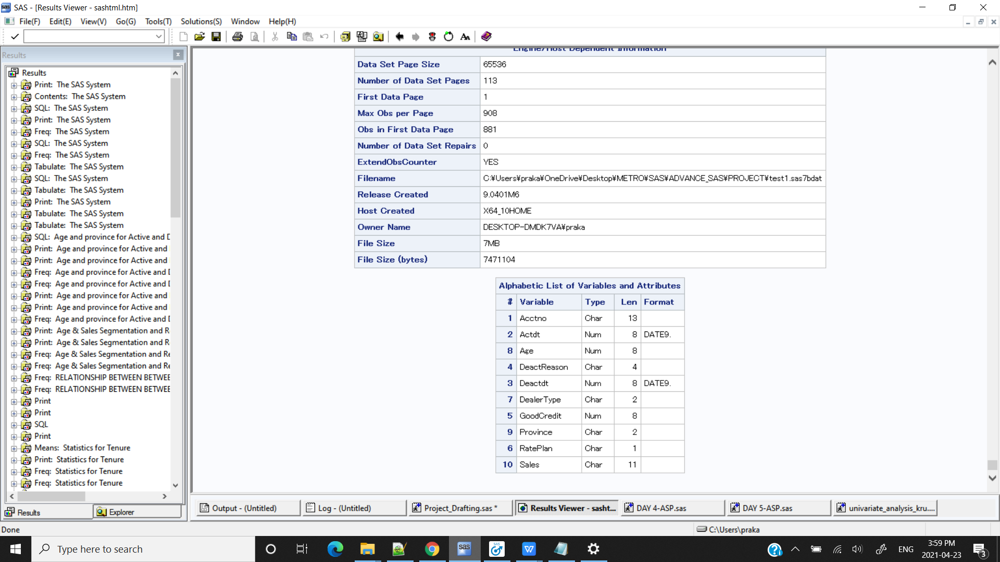 SAS - [Results Viewer - sashtml.htm]
File(F) Edit(E) View(V) Go(G) Tools(T) Solutions(S) Window Help(H)
Results
Results
Print: The SAS System
Contents: The SAS System
SQL: The SAS System
Print: The SAS System
Freq: The SAS System
SQL: The SAS System
Freq: The SAS System
Tabulate: The SAS System
SQL: The SAS System
Tabulate: The SAS System
Print: The SAS System
Tabulate: The SAS System
Tabulate: The SAS System
SQL: Age and province for Active and D
Print: Age and province for Active and
Print: Age and province for Active and
Freq: Age and province for Active and D
Freq: Age and province for Active and D
Print: Age and province for Active and
Print: Age and province for Active and
Freq: Age and province for Active and D
Print: Age & Sales Segmentation and R
Print: Age & Sales Segmentation and R
Freq: Age & Sales Segmentation and Re
Freq: Age & Sales Segmentation and Re
Freq: RELATIONSHIP BETWEEN BETWEE
Freq: RELATIONSHIP BETWEEN BETWEE
Print
Print
SQL
Print
Means: Statistics for Tenure
Print: Statistics for Tenure
Freq: Statistics for Tenure
Freq: Statistics for Tenure
Results Explorer
Engine/Host Dependent Information
Data Set Page Size 65536
Number of Data Set Pages 113
First Data Page 1
Max Obs per Page 908
Obs in First Data Page 881
Number of Data Set Repairs 0
ExtendObsCounter YES
Filename C:¥Users¥praka¥OneDrive¥Desktop¥METRO¥SAS¥ADVANCE_SAS¥PROJECT¥test1.sas7bdat
Release Created 9.0401M6
Host Created X64_10HOME
Owner Name DESKTOP-DMDK7VA¥praka
File Size 7MB
File Size (bytes) 7471104
Alphabetic List of Variables and Attributes
# Variable Type Len Format
1 Acctno Char 13
2 Actdt Num 8 DATE9.
8 Age Num 8
4 DeactReason Char 4
3 Deactdt Num 8 DATE9.
7 DealerType Char 2
5 GoodCredit Num 8
9 Province Char 2
6 RatePlan Char 1
10 Sales Char 11
Output - (Untitled) Log - (Untitled) Project_Drafting.sas * Results Viewer - sasht... DAY 4-ASP.sas DAY 5-ASP.sas univariate_analysis_kru....
Done C:\Users\praka
Type here to search
ENG
3:59 PM
2021-04-23
3